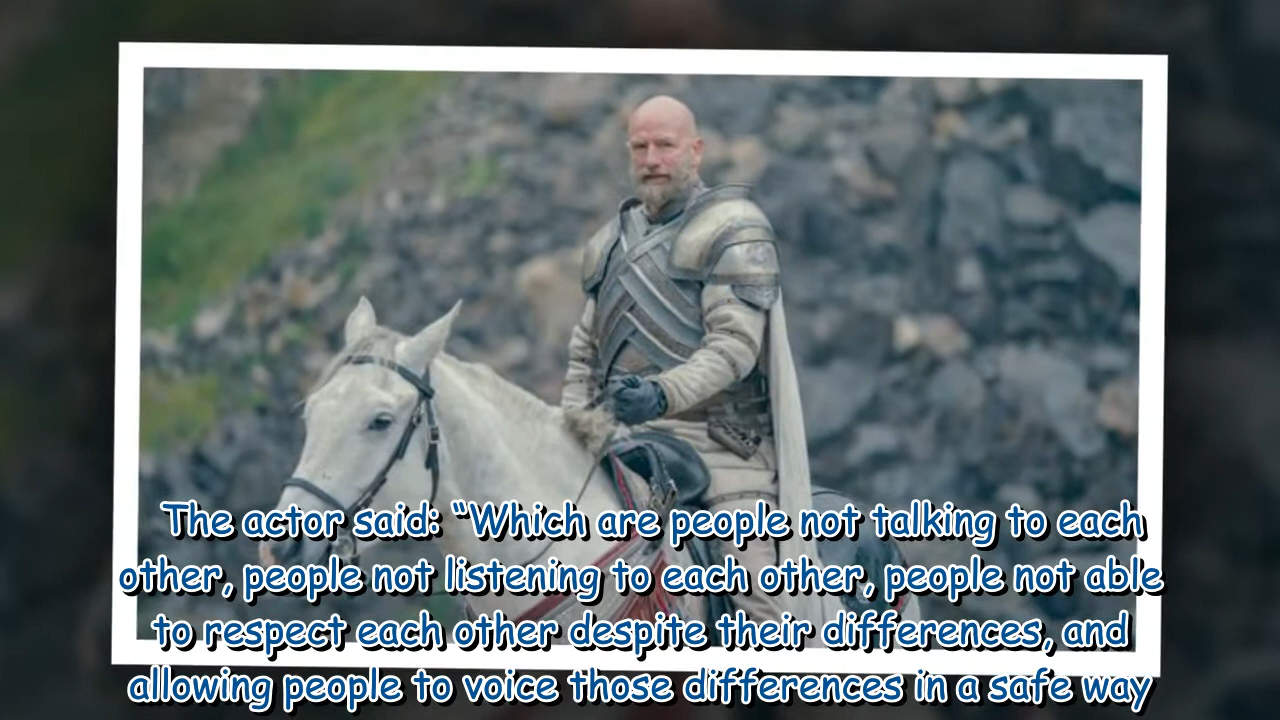 The actor said: “Which are people not talking to each
other, people not listening to each other, people not able
to respect each other despite their differences, and
allowing people to voice those differences in a safe way